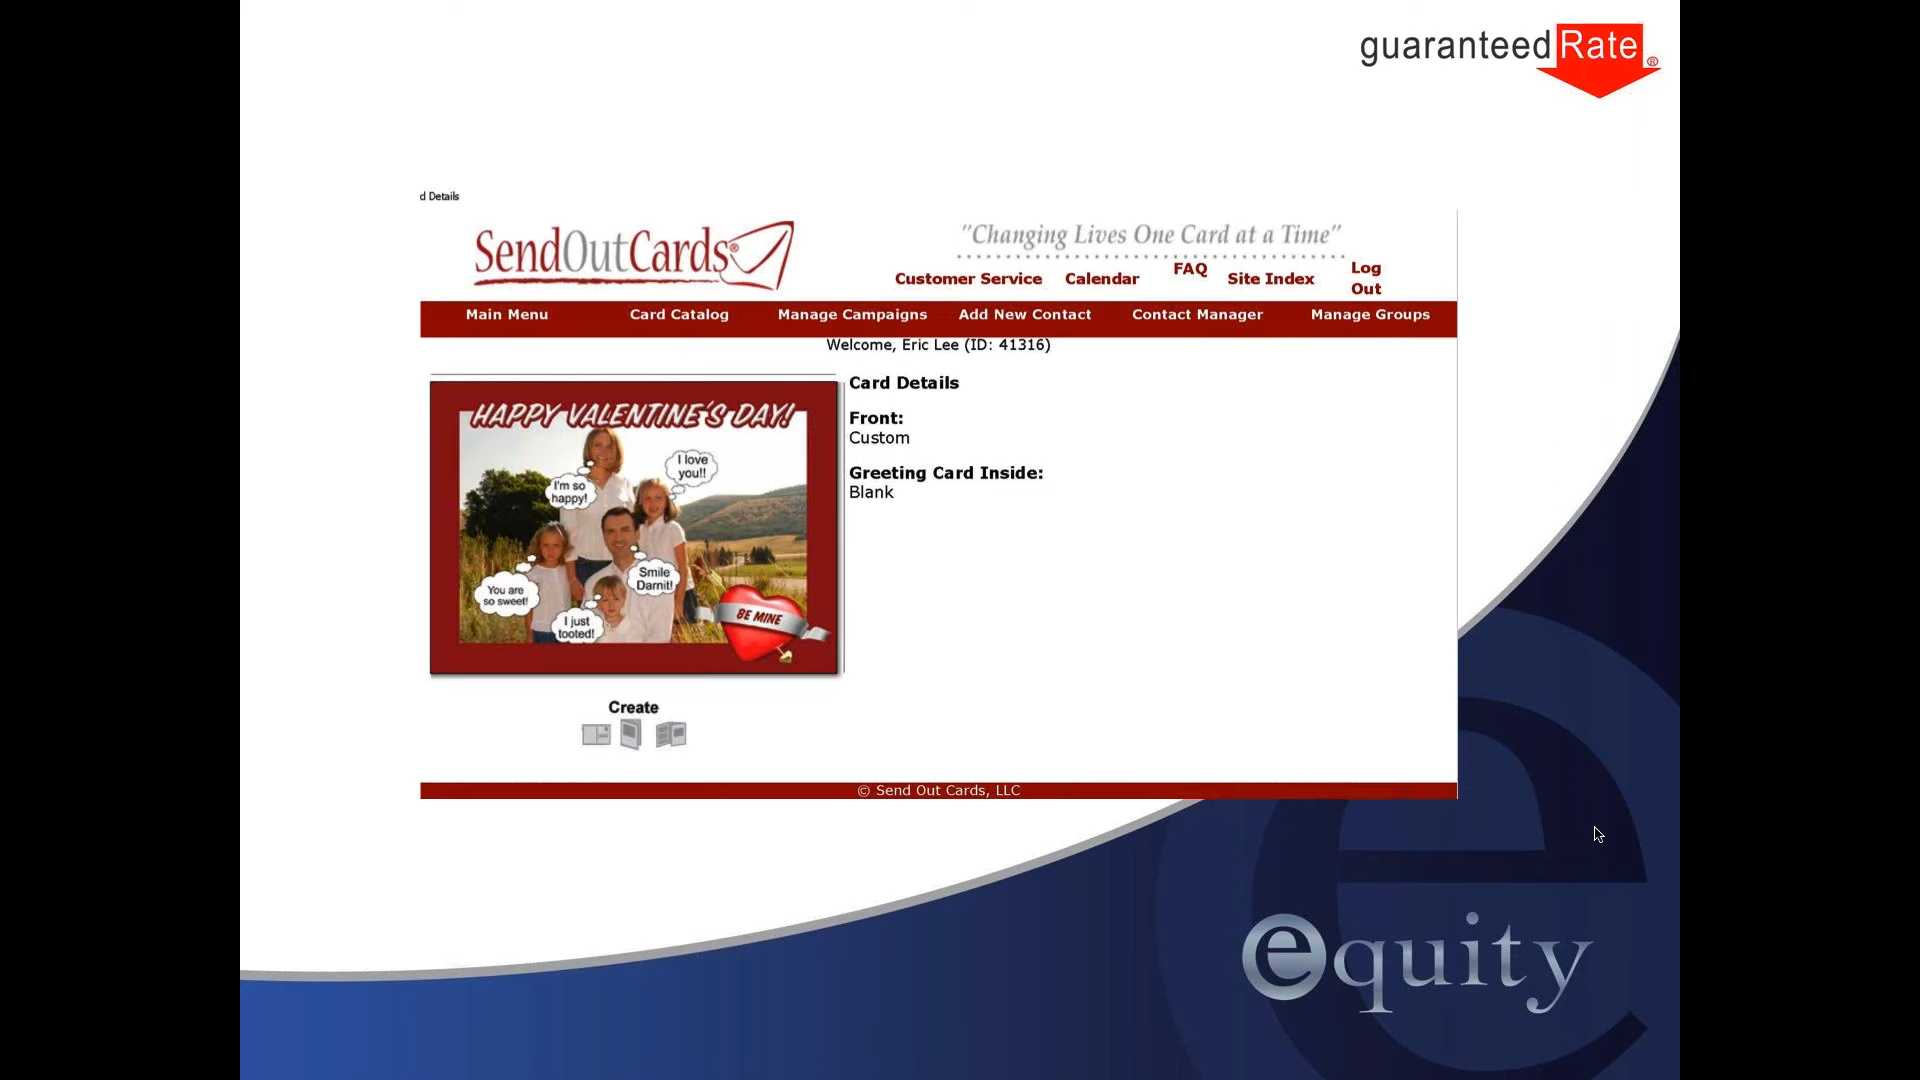 guaranteedRate®
d Details
SendOutCards®
"Changing Lives One Card at a Time"
Customer Service Calendar FAQ Site Index Log Out
Main Menu Card Catalog Manage Campaigns Add New Contact Contact Manager Manage Groups
Welcome, Eric Lee (ID: 41316)
Card Details
Front:
Custom
Greeting Card Inside:
Blank
HAPPY VALENTINE'S DAY!
I love
you!!
I'm so
happy!
Smile
Darnit!
You are
so sweet!
I just
tooted!
BE MINE
Create
© Send Out Cards, LLC
equity